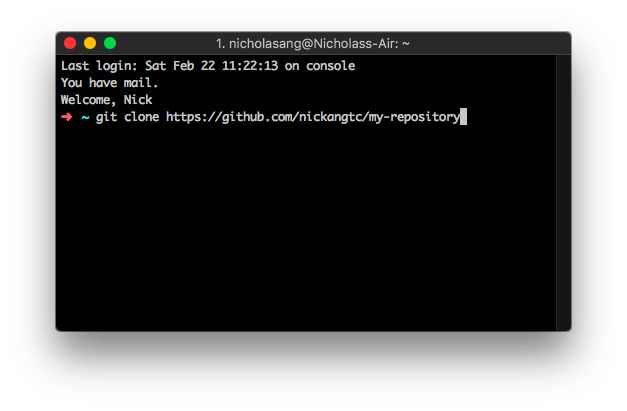 1. nicholasang@Nicholass-Air: ~
Last login: Sat Feb 22 11:22:13 on console
You have mail.
Welcome, Nick
➜ ~ git clone https://github.com/nickangtc/my-repository